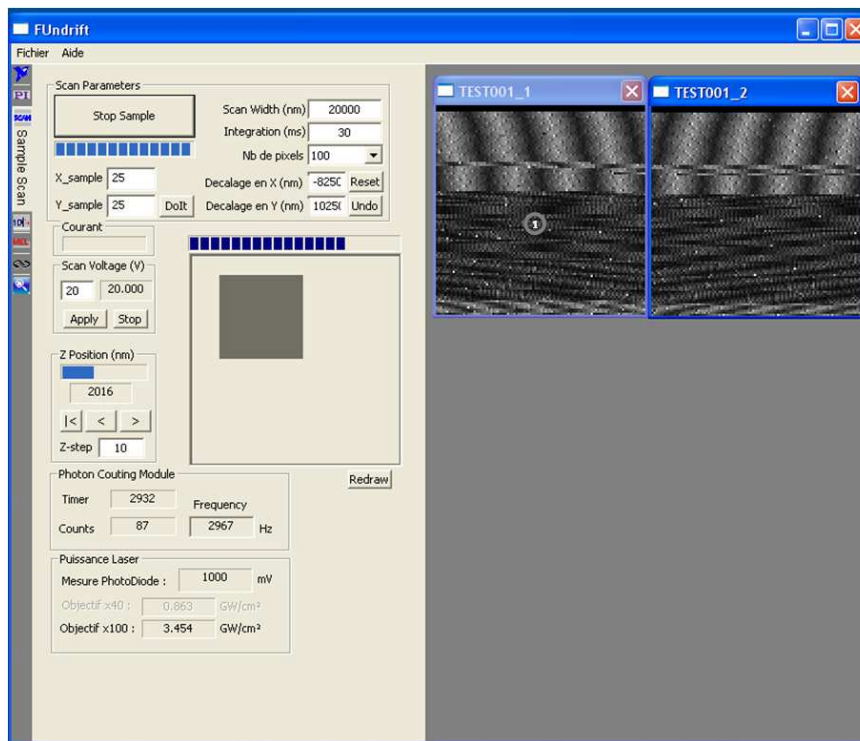 FUndrift
Fichier Aide
PI
SCAN
Sample Scan
Scan Parameters
Stop Sample
Scan Width (nm) 20000
Integration (ms) 30
Nb de pixels 100
X_sample 25
Decalage en X (nm) -8250 Reset
Y_sample 25 DoIt
Decalage en Y (nm) 1025 Undo
Courant
Scan Voltage (V)
20 20.000
Apply Stop
Z Position (nm)
2016
|< < >
Z-step 10
Redraw
Photon Couting Module
Timer 2932
Frequency
Counts 87 2967 Hz
Puissance Laser
Mesure PhotoDiode : 1000 mV
Objectif x40 : 0.863 GW/cm²
Objectif x100 : 3.454 GW/cm²
TEST001_1
TEST001_2
1